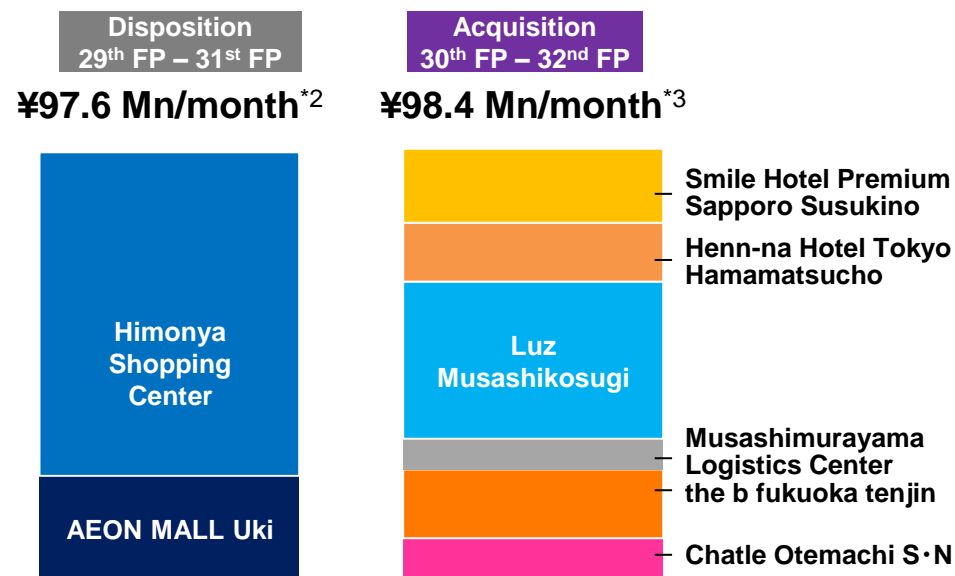 Disposition
29th FP – 31st FP
¥97.6 Mn/month*2
Himonya
Shopping
Center
AEON MALL Uki
Acquisition
30th FP – 32nd FP
¥98.4 Mn/month*3
Smile Hotel Premium
Sapporo Susukino
Henn-na Hotel Tokyo
Hamamatsucho
Luz
Musashikosugi
Musashimurayama
Logistics Center
the b fukuoka tenjin
Chatle Otemachi S・N